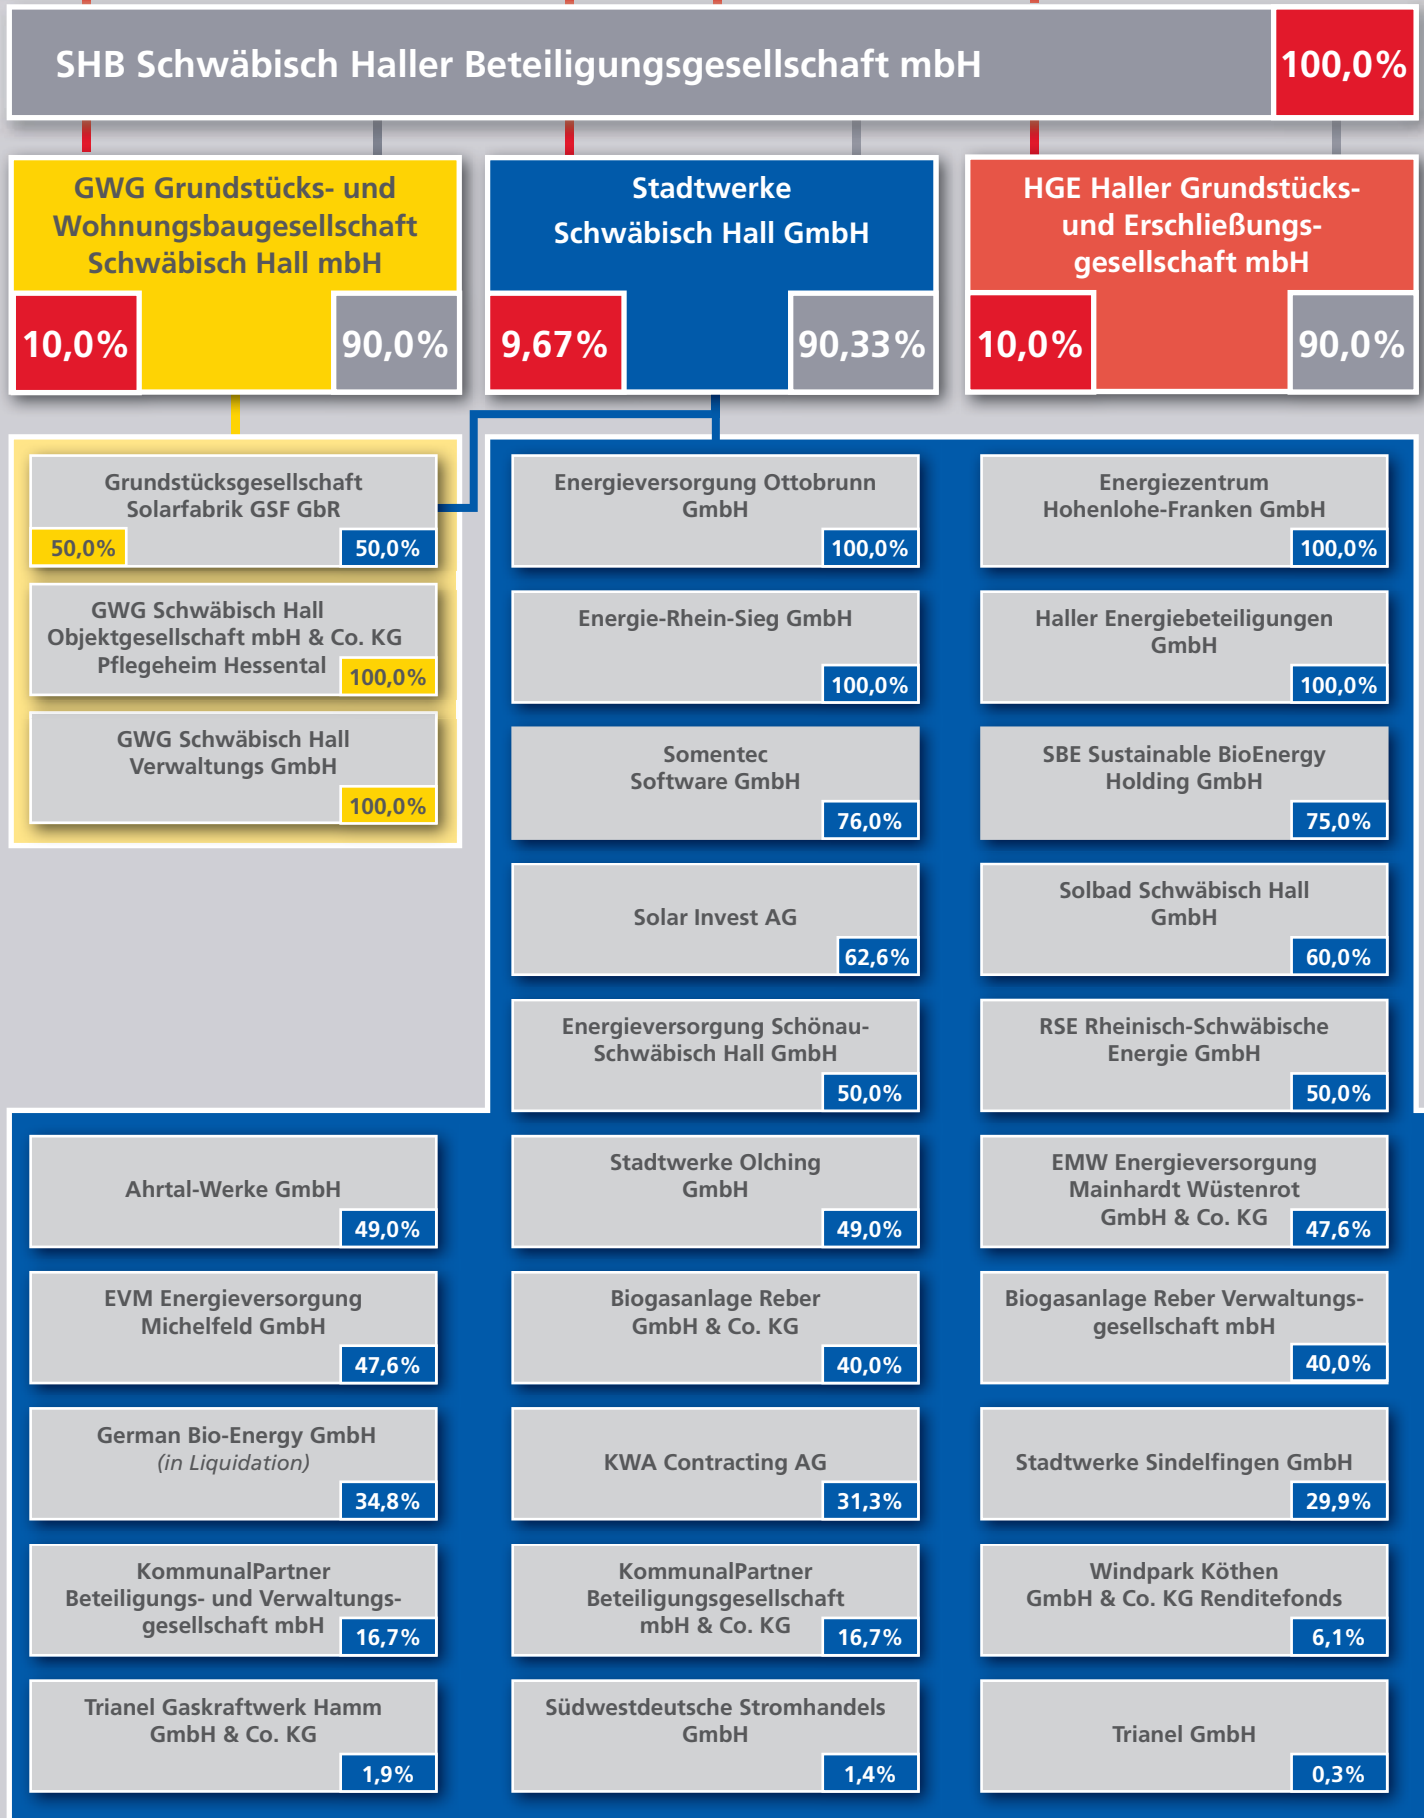 SHB Schwäbisch Haller Beteiligungsgesellschaft mbH
100,0%
GWG Grundstücks- und
Wohnungsbaugesellschaft
Schwäbisch Hall mbH
10,0%
90,0%
Stadtwerke
Schwäbisch Hall GmbH
9,67%
90,33%
HGE Haller Grundstücks-
und Erschließungs-
gesellschaft mbH
10,0%
90,0%
Grundstücksgesellschaft
Solarfabrik GSF GbR
50,0%
50,0%
GWG Schwäbisch Hall
Objektgesellschaft mbH & Co. KG
Pflegeheim Hessental
100,0%
GWG Schwäbisch Hall
Verwaltungs GmbH
100,0%
Energieversorgung Ottobrunn
GmbH
100,0%
Energiezentrum
Hohenlohe-Franken GmbH
100,0%
Energie-Rhein-Sieg GmbH
100,0%
Haller Energiebeteiligungen
GmbH
100,0%
Somentec
Software GmbH
76,0%
SBE Sustainable BioEnergy
Holding GmbH
75,0%
Solar Invest AG
62,6%
Solbad Schwäbisch Hall
GmbH
60,0%
Energieversorgung Schönau-
Schwäbisch Hall GmbH
50,0%
RSE Rheinisch-Schwäbische
Energie GmbH
50,0%
Ahrtal-Werke GmbH
49,0%
Stadtwerke Olching
GmbH
49,0%
EMW Energieversorgung
Mainhardt Wüstenrot
GmbH & Co. KG
47,6%
EVM Energieversorgung
Michelfeld GmbH
47,6%
Biogasanlage Reber
GmbH & Co. KG
40,0%
Biogasanlage Reber Verwaltungs-
gesellschaft mbH
40,0%
German Bio-Energy GmbH
(in Liquidation)
34,8%
KWA Contracting AG
31,3%
Stadtwerke Sindelfingen GmbH
29,9%
KommunalPartner
Beteiligungs- und Verwaltungs-
gesellschaft mbH
16,7%
KommunalPartner
Beteiligungsgesellschaft
mbH & Co. KG
16,7%
Windpark Köthen
GmbH & Co. KG Renditefonds
6,1%
Trianel Gaskraftwerk Hamm
GmbH & Co. KG
1,9%
Südwestdeutsche Stromhandels
GmbH
1,4%
Trianel GmbH
0,3%